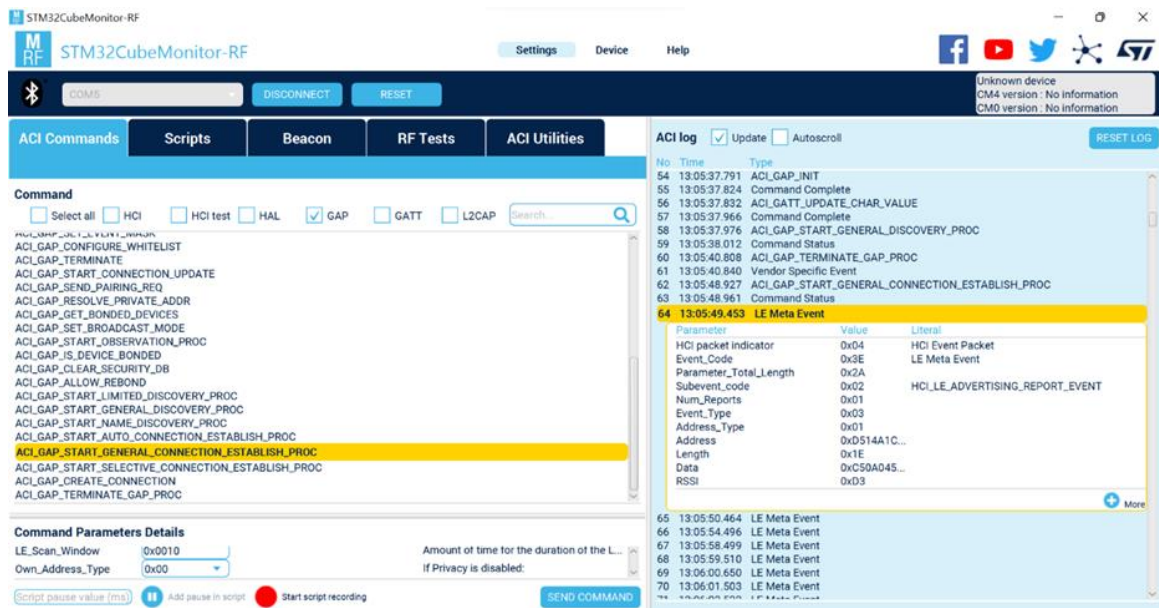 STM32CubeMonitor-RF
M
RF
STM32CubeMonitor-RF
Settings Device Help
COM5 DISCONNECT RESET
Unknown device
CM4 version : No information
CM0 version : No information
ACI Commands Scripts Beacon RF Tests ACI Utilities
Command
Select all HCI HCI test HAL GAP GATT L2CAP Search...
ACI_GAP_SET_EVENT_MASK
ACI_GAP_CONFIGURE_WHITELIST
ACI_GAP_TERMINATE
ACI_GAP_START_CONNECTION_UPDATE
ACI_GAP_SEND_PAIRING_REQ
ACI_GAP_RESOLVE_PRIVATE_ADDR
ACI_GAP_GET_BONDED_DEVICES
ACI_GAP_SET_BROADCAST_MODE
ACI_GAP_START_OBSERVATION_PROC
ACI_GAP_IS_DEVICE_BONDED
ACI_GAP_CLEAR_SECURITY_DB
ACI_GAP_ALLOW_REBOND
ACI_GAP_START_LIMITED_DISCOVERY_PROC
ACI_GAP_START_GENERAL_DISCOVERY_PROC
ACI_GAP_START_NAME_DISCOVERY_PROC
ACI_GAP_START_AUTO_CONNECTION_ESTABLISH_PROC
ACI_GAP_START_GENERAL_CONNECTION_ESTABLISH_PROC
ACI_GAP_START_SELECTIVE_CONNECTION_ESTABLISH_PROC
ACI_GAP_CREATE_CONNECTION
ACI_GAP_TERMINATE_GAP_PROC
Command Parameters Details
LE_Scan_Window 0x0010 Amount of time for the duration of the L...
Own_Address_Type 0x00 If Privacy is disabled:
Script pause value (ms) Add pause in script Start script recording SEND COMMAND
ACI log Update Autoscroll RESET LOG
No Time Type
54 13:05:37.791 ACI_GAP_INIT
55 13:05:37.824 Command Complete
56 13:05:37.832 ACI_GATT_UPDATE_CHAR_VALUE
57 13:05:37.966 Command Complete
58 13:05:37.976 ACI_GAP_START_GENERAL_DISCOVERY_PROC
59 13:05:38.012 Command Status
60 13:05:40.808 ACI_GAP_TERMINATE_GAP_PROC
61 13:05:40.840 Vendor Specific Event
62 13:05:48.927 ACI_GAP_START_GENERAL_CONNECTION_ESTABLISH_PROC
63 13:05:48.961 Command Status
64 13:05:49.453 LE Meta Event
Parameter Value Literal
HCI packet indicator 0x04 HCI Event Packet
Event_Code 0x3E LE Meta Event
Parameter_Total_Length 0x2A
Subevent_code 0x02 HCI_LE_ADVERTISING_REPORT_EVENT
Num_Reports 0x01
Event_Type 0x03
Address_Type 0x01
Address 0xD514A1C...
Length 0x1E
Data 0xC50A045...
RSSI 0xD3
More
65 13:05:50.464 LE Meta Event
66 13:05:54.496 LE Meta Event
67 13:05:58.499 LE Meta Event
68 13:05:59.510 LE Meta Event
69 13:06:00.650 LE Meta Event
70 13:06:01.503 LE Meta Event